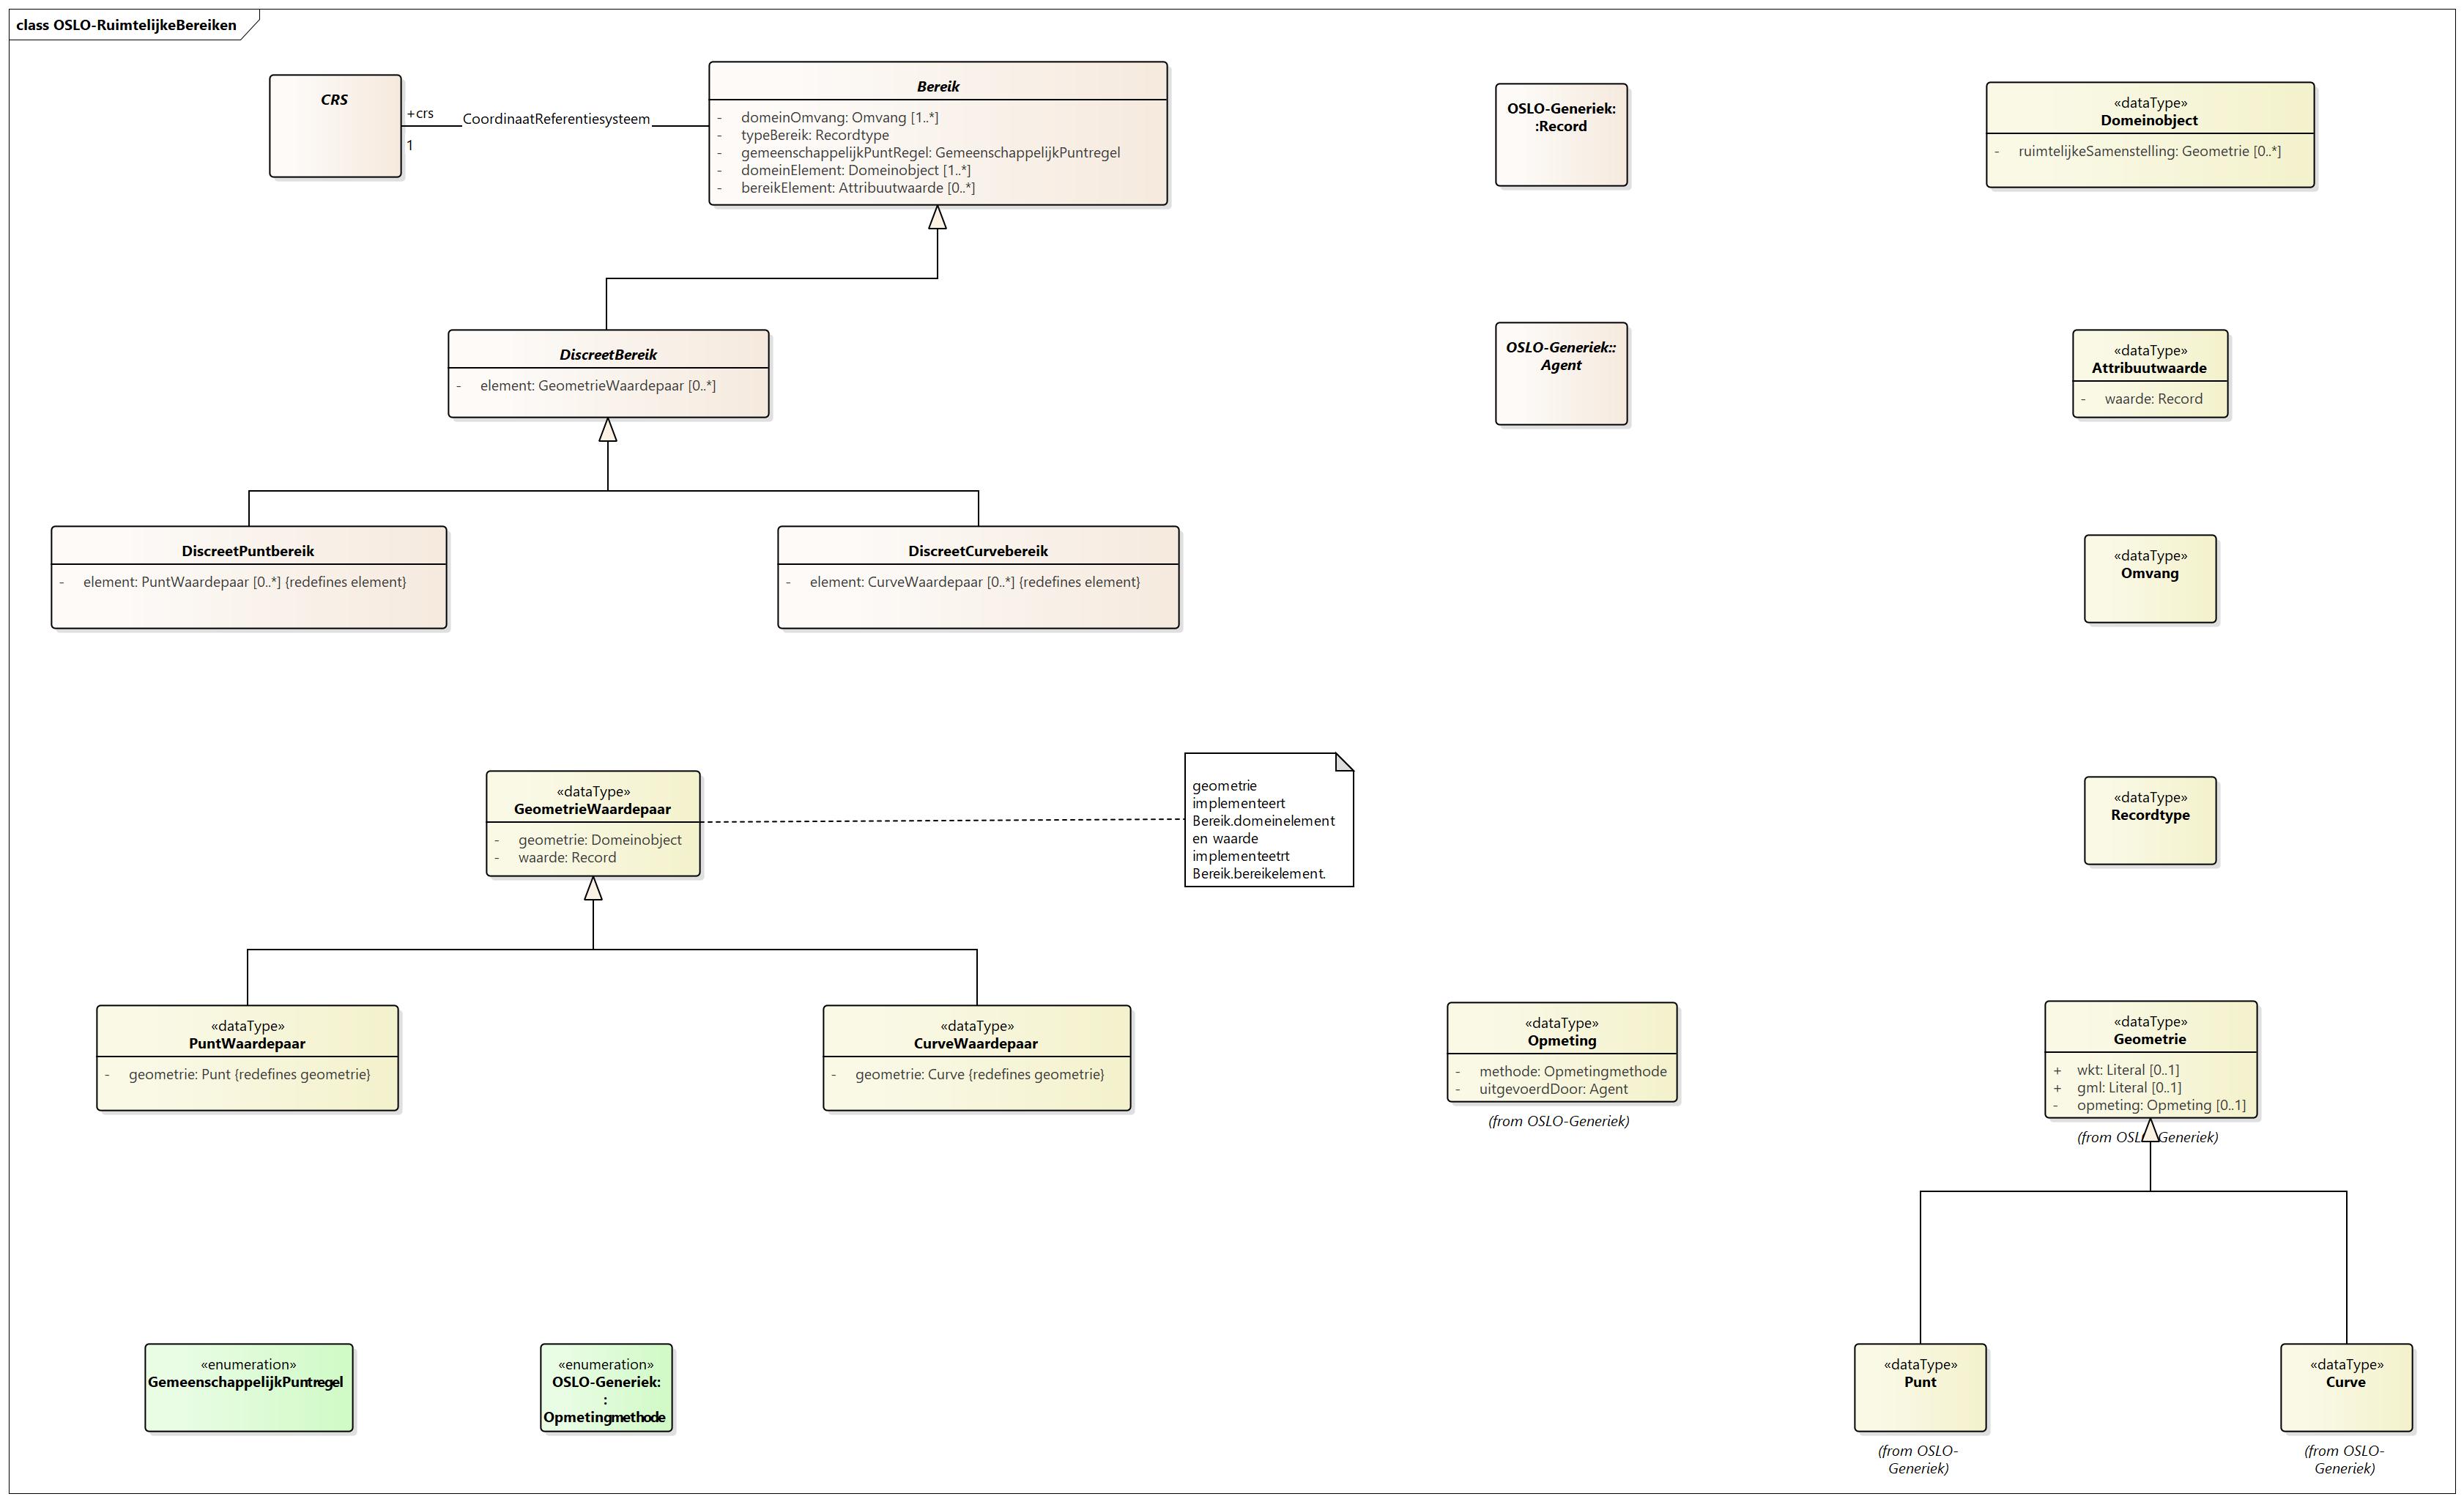 class OSLO-RuimtelijkeBereiken
CRS
+crs
1
CoordinaatReferentiesysteem
Bereik
- domeinOmvang: Omvang [1..*]
- typeBereik: Recordtype
- gemeenschappelijkPuntRegel: GemeenschappelijkPuntregel
- domeinElement: Domeinobject [1..*]
- bereikElement: Attribuutwaarde [0..*]
OSLO-Generiek:
:Record
«dataType»
Domeinobject
- ruimtelijkeSamenstelling: Geometrie [0..*]
DiscreetBereik
- element: GeometrieWaardepaar [0..*]
OSLO-Generiek::
Agent
«dataType»
Attribuutwaarde
- waarde: Record
DiscreetPuntbereik
- element: PuntWaardepaar [0..*] {redefines element}
DiscreetCurvebereik
- element: CurveWaardepaar [0..*] {redefines element}
«dataType»
Omvang
«dataType»
GeometrieWaardepaar
- geometrie: Domeinobject
- waarde: Record
geometrie
implementeert
Bereik.domeinelement
en waarde
implementeetrt
Bereik.bereikelement.
«dataType»
Recordtype
«dataType»
PuntWaardepaar
- geometrie: Punt {redefines geometrie}
«dataType»
CurveWaardepaar
- geometrie: Curve {redefines geometrie}
«dataType»
Opmeting
- methode: Opmetingmethode
- uitgevoerdDoor: Agent
(from OSLO-Generiek)
«dataType»
Geometrie
+ wkt: Literal [0..1]
+ gml: Literal [0..1]
- opmeting: Opmeting [0..1]
(from OSLO-Generiek)
«enumeration»
GemeenschappelijkPuntregel
«enumeration»
OSLO-Generiek:
:
Opmetingmethode
«dataType»
Punt
(from OSLO-
Generiek)
«dataType»
Curve
(from OSLO-
Generiek)